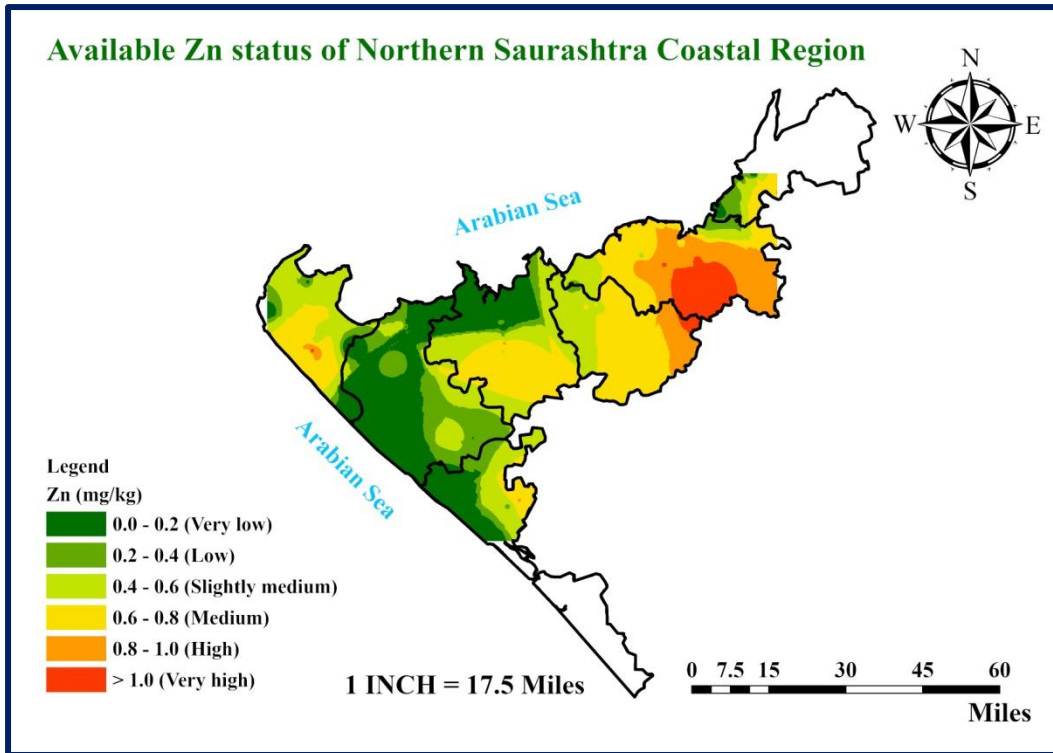 Available Zn status of Northern Saurashtra Coastal Region
N
W
E
S
Arabian Sea
Arabian Sea
Legend
Zn (mg/kg)
0.0 - 0.2 (Very low)
0.2 - 0.4 (Low)
0.4 - 0.6 (Slightly medium)
0.6 - 0.8 (Medium)
0.8 - 1.0 (High)
> 1.0 (Very high)
1 INCH = 17.5 Miles
0 7.5 15 30 45 60
Miles